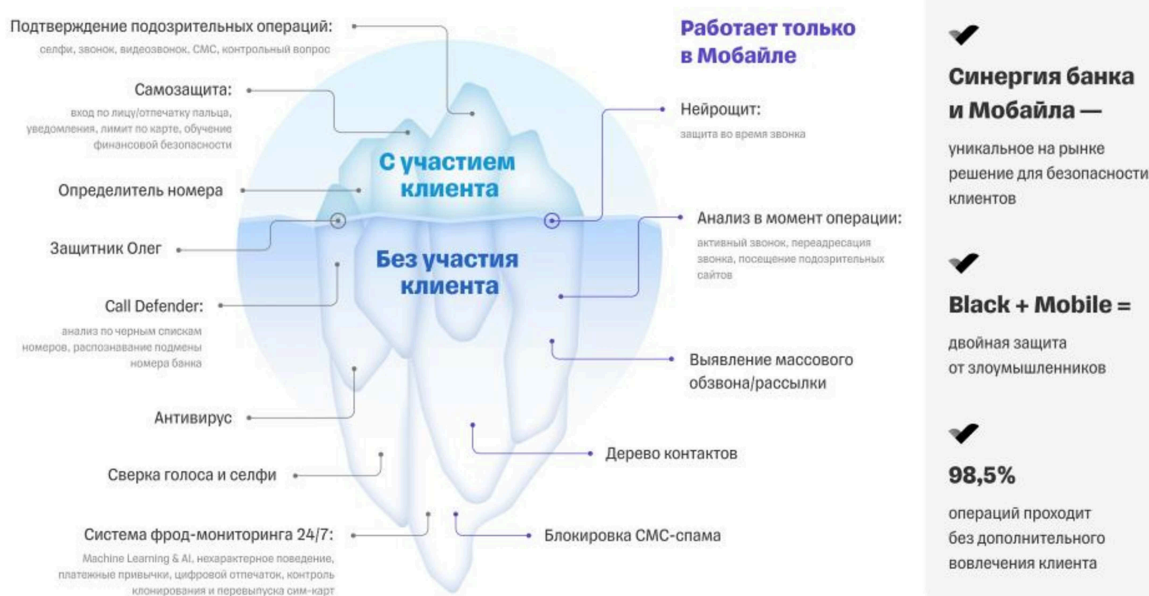 Подтверждение подозрительных операций:
селфи, звонок, видеозвонок, СМС, контрольный вопрос
Самозащита:
вход по лицу/отпечатку пальца,
уведомления, лимит по карте, обучение
финансовой безопасности
Определитель номера
Защитник Олег
Call Defender:
анализ по черным спискам
номеров, распознавание подмены
номера банка
Антивирус
Сверка голоса и селфи
Система фрод-мониторинга 24/7:
Machine Learning & AI, нехарактерное поведение,
платежные привычки, цифровой отпечаток, контроль
клонирования и перевыпуска сим-карт
С участием
клиента
Без участия
клиента
Работает только
в Мобайле
Нейрощит:
защита во время звонка
Анализ в момент операции:
активный звонок, переадресация
звонка, посещение подозрительных
сайтов
Выявление массового
обзвона/рассылки
Дерево контактов
Блокировка СМС-спама
Синергия банка
и Мобайла —
уникальное на рынке
решение для безопасности
клиентов
Black + Mobile =
двойная защита
от злоумышленников
98,5%
операций проходит
без дополнительного
вовлечения клиента